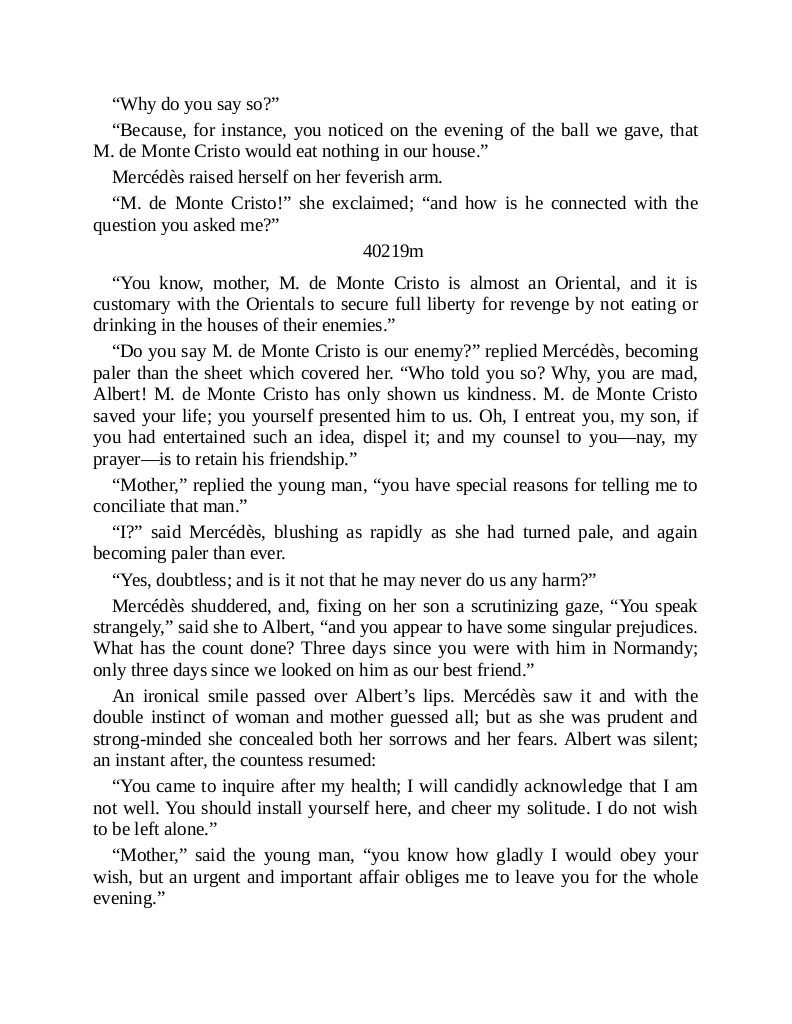 “Why do you say so?”
“Because, for instance, you noticed on the evening of the ball we gave, that
M. de Monte Cristo would eat nothing in our house.”
Mercédès raised herself on her feverish arm.
“M. de Monte Cristo!” she exclaimed; “and how is he connected with the
question you asked me?”
40219m
“You know, mother, M. de Monte Cristo is almost an Oriental, and it is
customary with the Orientals to secure full liberty for revenge by not eating or
drinking in the houses of their enemies.”
“Do you say M. de Monte Cristo is our enemy?” replied Mercédès, becoming
paler than the sheet which covered her. “Who told you so? Why, you are mad,
Albert! M. de Monte Cristo has only shown us kindness. M. de Monte Cristo
saved your life; you yourself presented him to us. Oh, I entreat you, my son, if
you had entertained such an idea, dispel it; and my counsel to you—nay, my
prayer—is to retain his friendship.”
“Mother,” replied the young man, “you have special reasons for telling me to
conciliate that man.”
“I?” said Mercédès, blushing as rapidly as she had turned pale, and again
becoming paler than ever.
“Yes, doubtless; and is it not that he may never do us any harm?”
Mercédès shuddered, and, fixing on her son a scrutinizing gaze, “You speak
strangely,” said she to Albert, “and you appear to have some singular prejudices.
What has the count done? Three days since you were with him in Normandy;
only three days since we looked on him as our best friend.”
An ironical smile passed over Albert’s lips. Mercédès saw it and with the
double instinct of woman and mother guessed all; but as she was prudent and
strong-minded she concealed both her sorrows and her fears. Albert was silent;
an instant after, the countess resumed:
“You came to inquire after my health; I will candidly acknowledge that I am
not well. You should install yourself here, and cheer my solitude. I do not wish
to be left alone.”
“Mother,” said the young man, “you know how gladly I would obey your
wish, but an urgent and important affair obliges me to leave you for the whole
evening.”